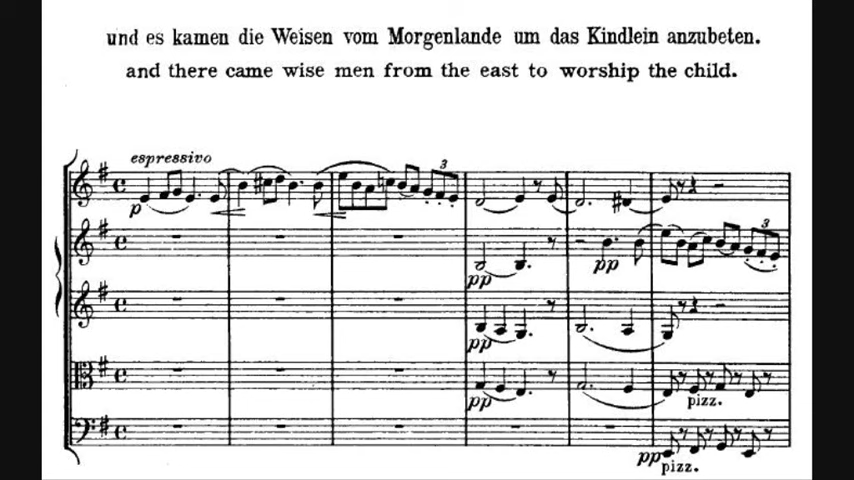 und es kamen die Weisen vom Morgenlande um das Kindlein anzubeten.
and there came wise men from the east to worship the child.
espressivo
3
p
3
pp
pp
pp
pp
pizz.
pp
pizz.